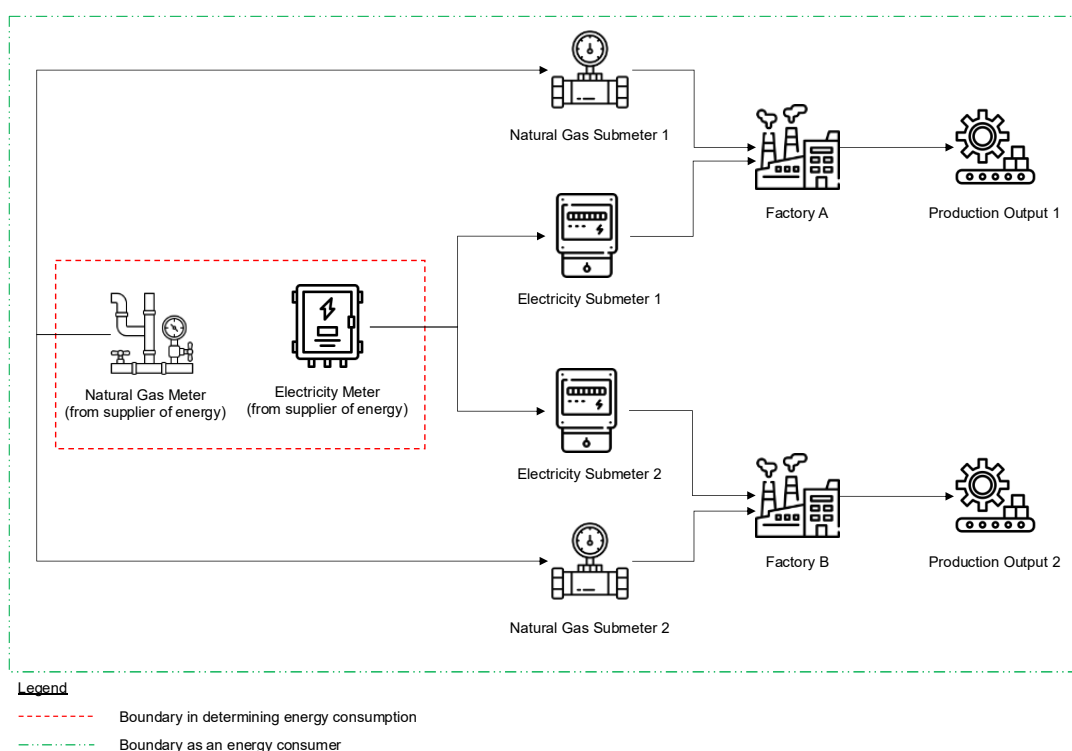 Natural Gas Submeter 1
Factory A
Production Output 1
Electricity Submeter 1
Natural Gas Meter
(from supplier of energy)
Electricity Meter
(from supplier of energy)
Electricity Submeter 2
Factory B
Production Output 2
Natural Gas Submeter 2
Legend
Boundary in determining energy consumption
Boundary as an energy consumer